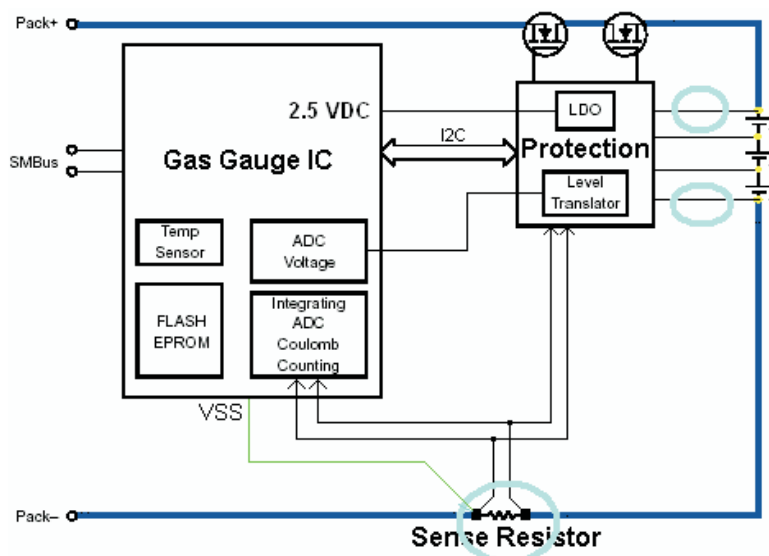 Pack+
2.5 VDC
LDO
I2C
Protection
Gas Gauge IC
SMBus
Level
Translator
Temp
Sensor
ADC
Voltage
FLASH
EPROM
Integrating
ADC
Coulomb
Counting
VSS
Pack–
Sense Resistor